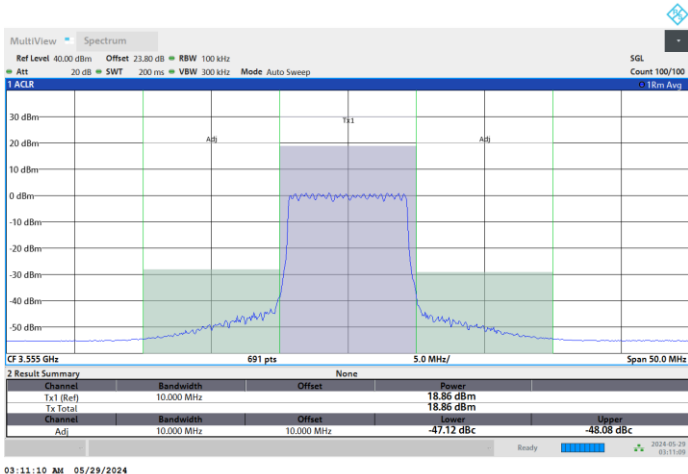 MultiView Spectrum
Ref Level 40.00 dBm Offset 23.80 dB RBW 100 kHz SGL
Att 20 dB SWT 200 ms VBW 300 kHz Mode Auto Sweep Count 100/100
1 ACLR 1Rm Avg
30 dBm
Tx1
20 dBm Adj Adj
10 dBm
0 dBm
-10 dBm
-20 dBm
-30 dBm
-40 dBm
-50 dBm
CF 3.555 GHz 691 pts 5.0 MHz/ Span 50.0 MHz
2 Result Summary None
Channel Bandwidth Offset Power
Tx1 (Ref) 10.000 MHz 18.86 dBm
Tx Total 18.86 dBm
Channel Bandwidth Offset Lower Upper
Adj 10.000 MHz 10.000 MHz -47.12 dBc -48.08 dBc
Ready 2024-05-29
03:11:09
03:11:10 AM 05/29/2024